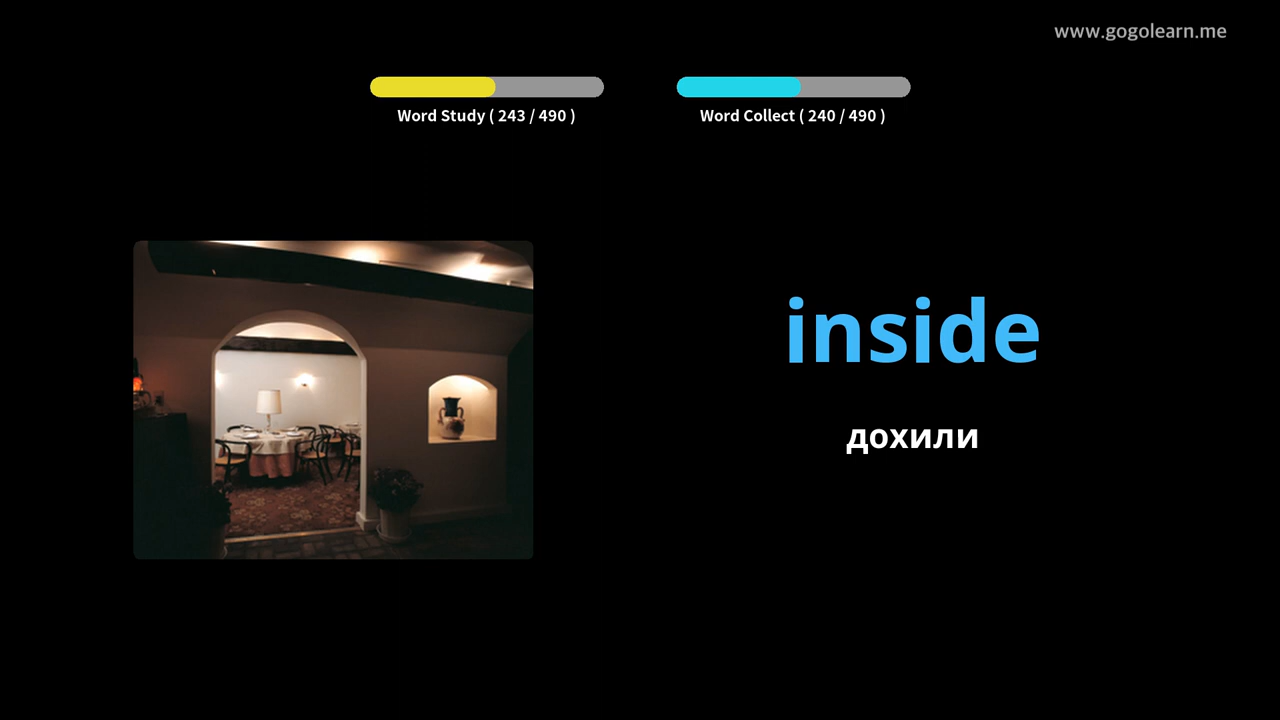 www.gogolearn.me
Word Study ( 243 / 490 )
Word Collect ( 240 / 490 )
inside
дохили